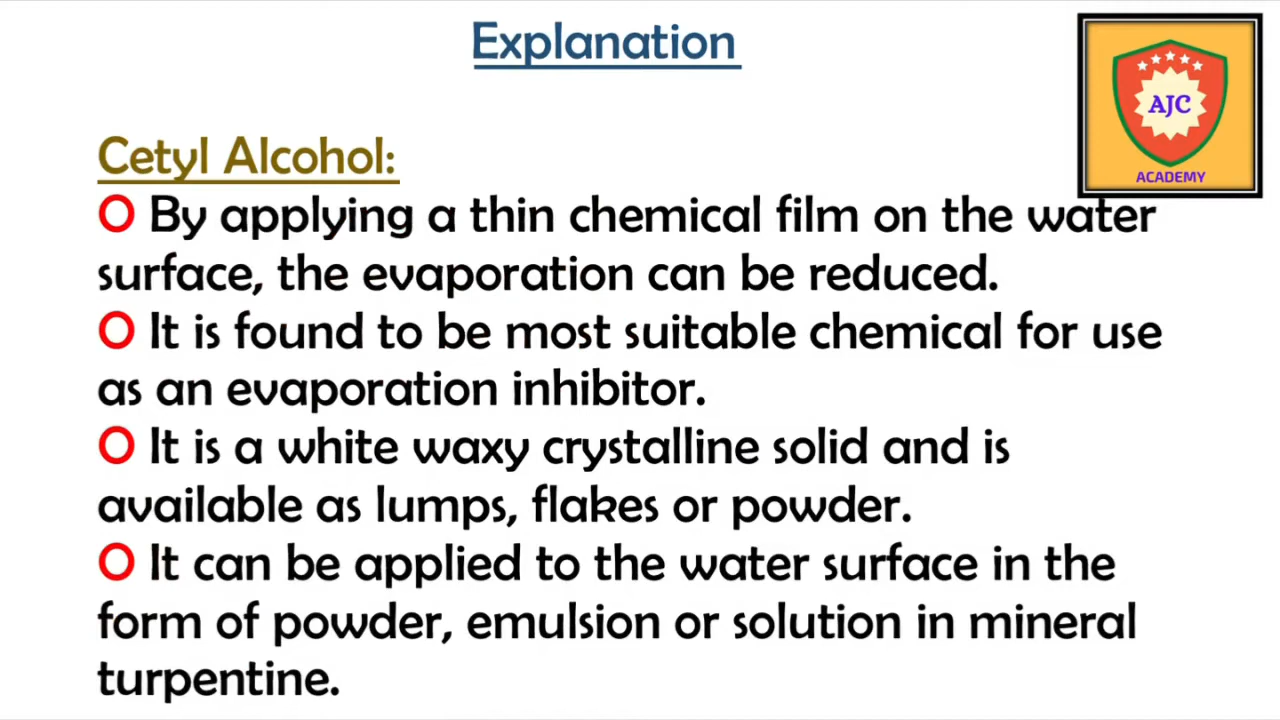 Explanation
AJC
ACADEMY
Cetyl Alcohol:
O By applying a thin chemical film on the water
surface, the evaporation can be reduced.
O It is found to be most suitable chemical for use
as an evaporation inhibitor.
O It is a white waxy crystalline solid and is
available as lumps, flakes or powder.
O It can be applied to the water surface in the
form of powder, emulsion or solution in mineral
turpentine.